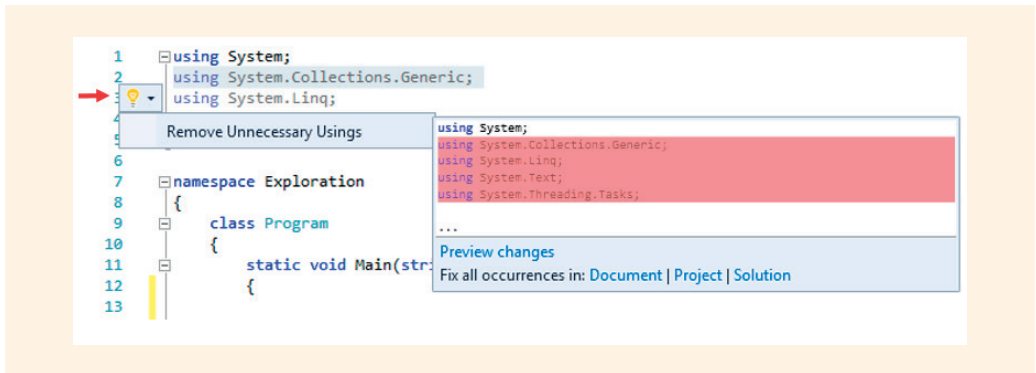 1 using System;
2 using System.Collections.Generic;
3 using System.Linq;
4
Remove Unnecessary Usings
5
6
7 namespace Exploration
8 {
9 class Program
10 {
11 static void Main(str
12 {
13
using System;
using System.Collections.Generic;
using System.Linq;
using System.Text;
using System.Threading.Tasks;
...
Preview changes
Fix all occurrences in: Document | Project | Solution